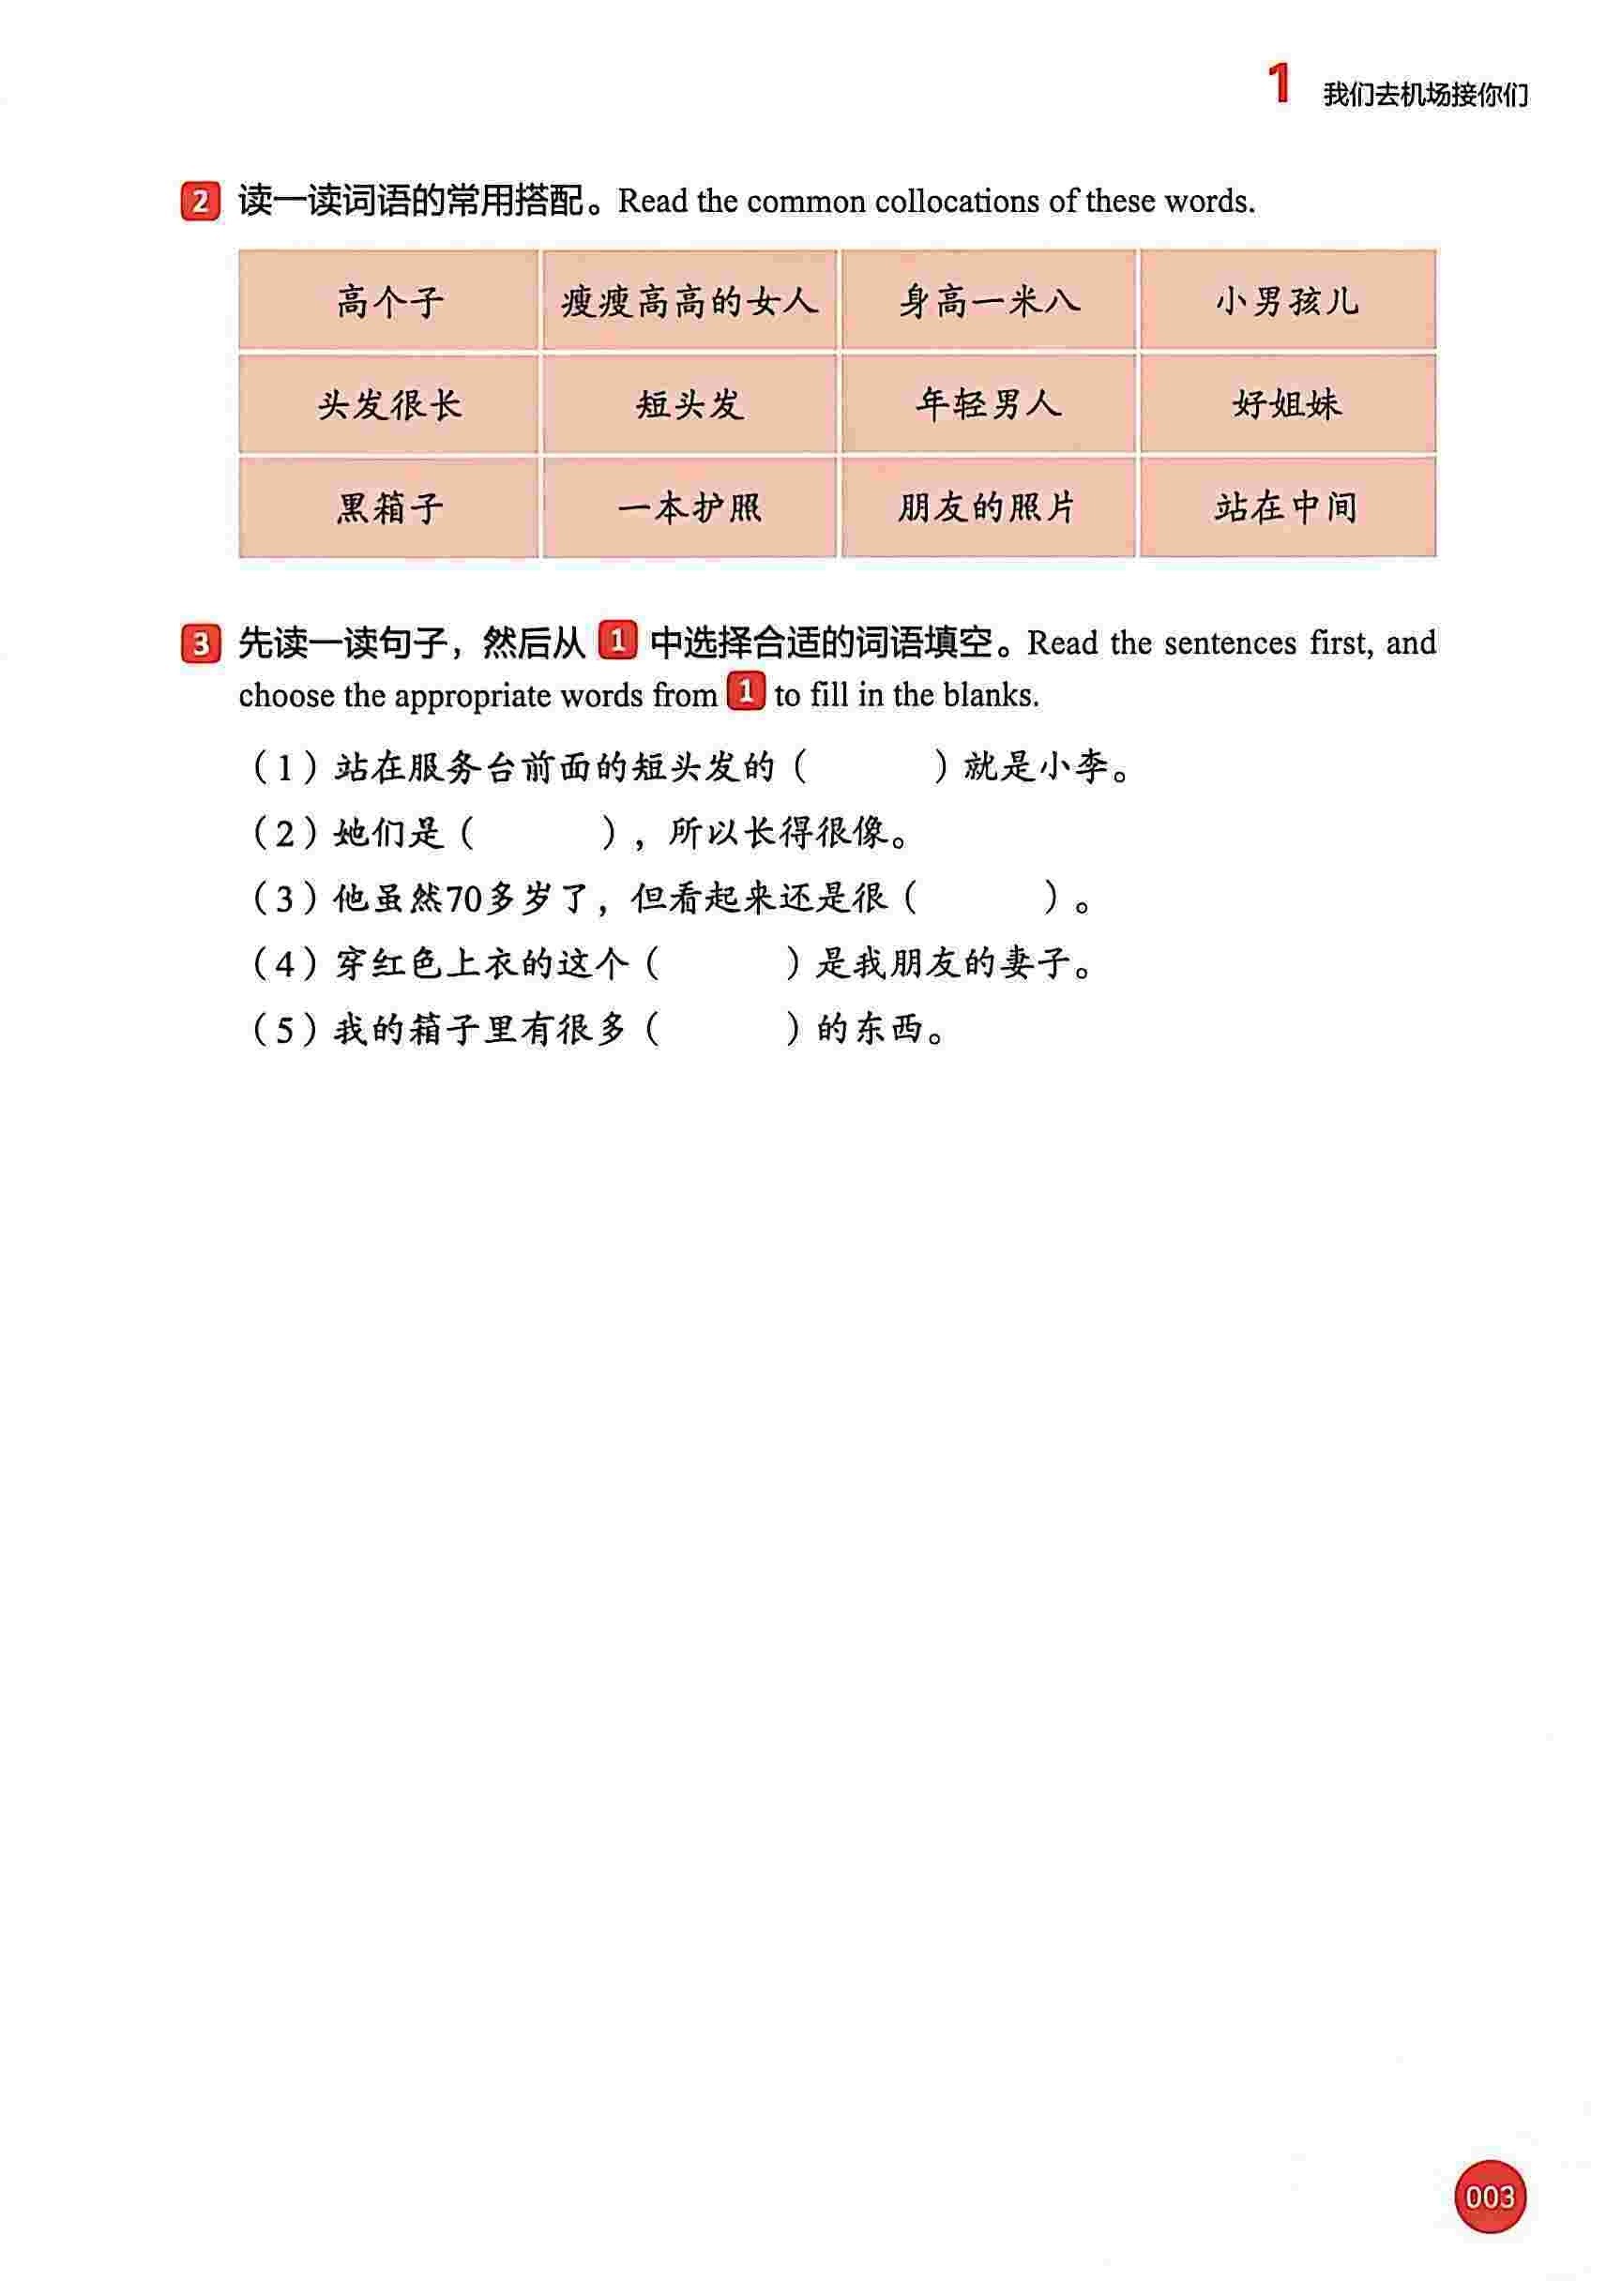 1 我们去机场接你们
2 读一读词语的常用搭配。Read the common collocations of these words.
高个子 瘦瘦高高的女人 身高一米八 小男孩儿
头发很长 短头发 年轻男人 好姐妹
黑箱子 一本护照 朋友的照片 站在中间
3 先读一读句子，然后从 1 中选择合适的词语填空。Read the sentences first, and
choose the appropriate words from 1 to fill in the blanks.
（1）站在服务台前面的短头发的（ ）就是小李。
（2）她们是（ ），所以长得很像。
（3）他虽然70多岁了，但看起来还是很（ ）。
（4）穿红色上衣的这个（ ）是我朋友的妻子。
（5）我的箱子里有很多（ ）的东西。
003